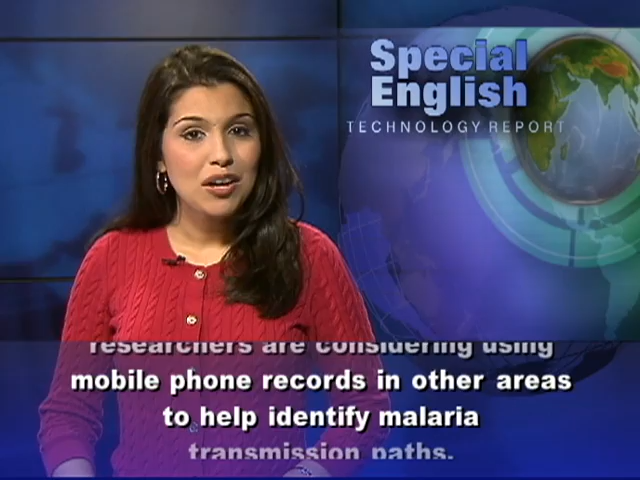 Special
English
TECHNOLOGY REPORT
researchers are considering using
mobile phone records in other areas
to help identify malaria
transmission paths.